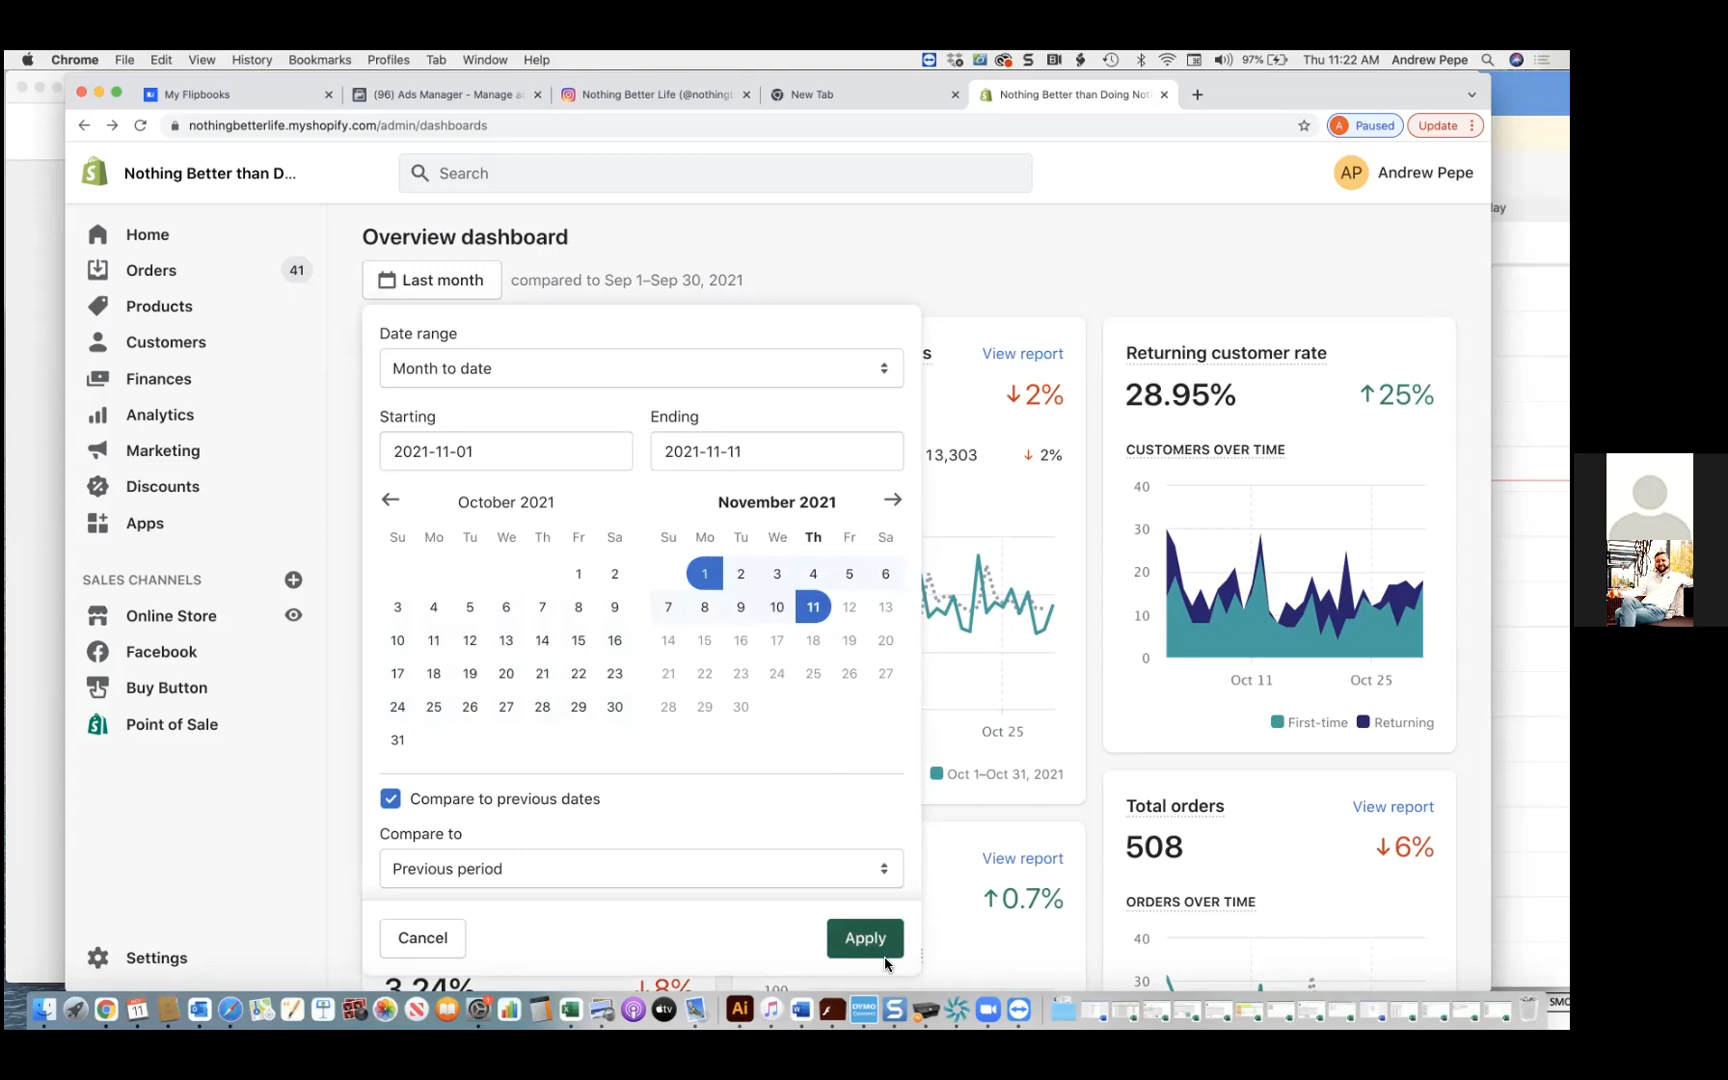 Chrome File Edit View History Bookmarks Profiles Tab Window Help 97% Thu 11:22 AM Andrew Pepe
My Flipbooks (96) Ads Manager - Manage a Nothing Better Life (@nothing New Tab Nothing Better than Doing Not
nothingbetterlife.myshopify.com/admin/dashboards A Paused Update
Nothing Better than D... Search AP Andrew Pepe
Home
Orders 41
Products
Customers
Finances
Analytics
Marketing
Discounts
Apps
SALES CHANNELS
Online Store
Facebook
Buy Button
Point of Sale
Settings
Overview dashboard
Last month compared to Sep 1–Sep 30, 2021
Date range
Month to date
Starting Ending
2021-11-01 2021-11-11
October 2021 November 2021
Su Mo Tu We Th Fr Sa Su Mo Tu We Th Fr Sa
1 2 1 2 3 4 5 6
3 4 5 6 7 8 9 7 8 9 10 11 12 13
10 11 12 13 14 15 16 14 15 16 17 18 19 20
17 18 19 20 21 22 23 21 22 23 24 25 26 27
24 25 26 27 28 29 30 28 29 30
31
Compare to previous dates
Compare to
Previous period
Cancel Apply
3.24% 8%
100
s View report
2%
13,303 2%
Oct 25
Oct 1–Oct 31, 2021
View report
0.7%
Returning customer rate
28.95% 25%
CUSTOMERS OVER TIME
40
30
20
10
0
Oct 11 Oct 25
First-time Returning
Total orders View report
508 6%
ORDERS OVER TIME
40
30
lay
NOV
11
Ai
DYMO
Connect
tv
SMO